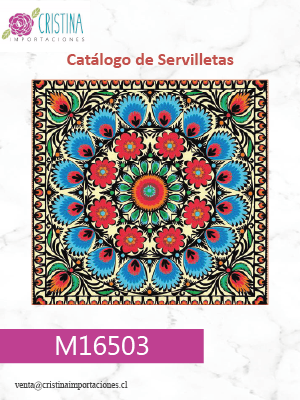 CRISTINA
IMPORTACIONES
Catálogo de Servilletas
M16503
venta@cristinaimportaciones.cl